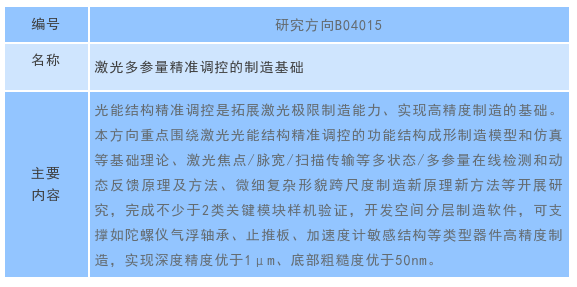 编号
研究方向B04015
名称
激光多参量精准调控的制造基础
主要
内容
光能结构精准调控是拓展激光极限制造能力、实现高精度制造的基础。
本方向重点围绕激光光能结构精准调控的功能结构成形制造模型和仿真
等基础理论、激光焦点/脉宽/扫描传输等多状态/多参量在线检测和动
态反馈原理及方法、微细复杂形貌跨尺度制造新原理新方法等开展研
究，完成不少于2类关键模块样机验证，开发空间分层制造软件，可支
撑如陀螺仪气浮轴承、止推板、加速度计敏感结构等类型器件高精度制
造，实现深度精度优于1μm、底部粗糙度优于50nm。